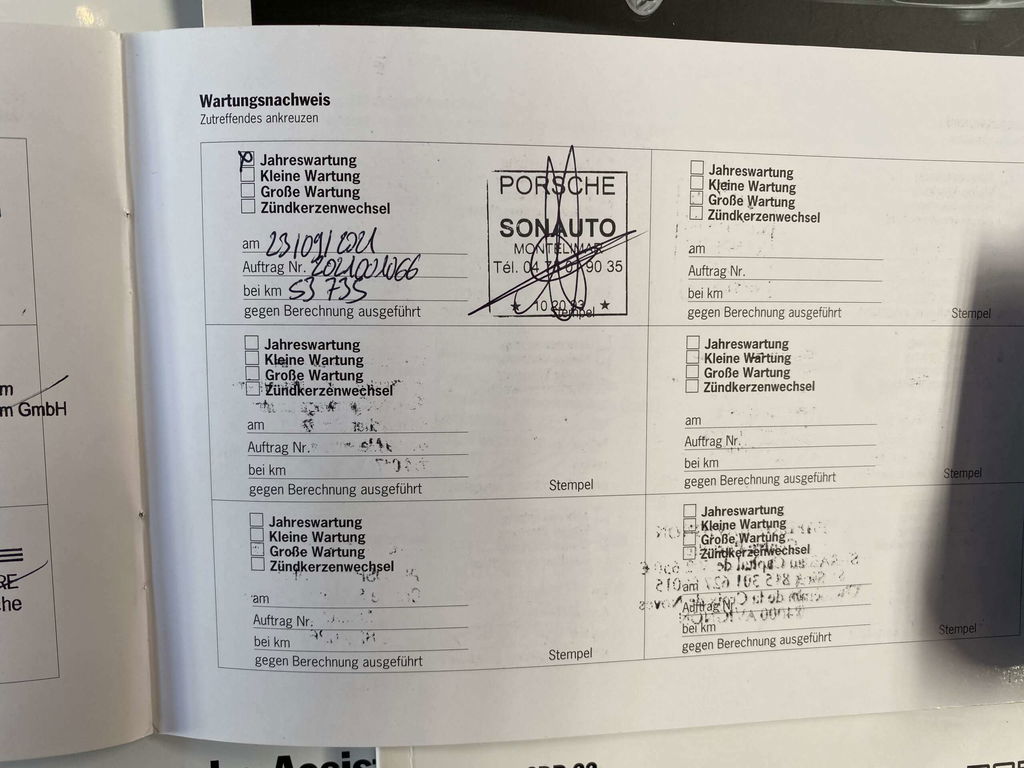 Wartungsnachweis
Zutreffendes ankreuzen
Jahreswartung
Kleine Wartung
Große Wartung
Zündkerzenwechsel
am 23/09/2021
Auftrag Nr. 2021001066
bei km 53 735
gegen Berechnung ausgeführt
PORSCHE
SONAUTO
MONTELIMAR
Tél. 04 90 35
Stempel
Jahreswartung
Kleine Wartung
Große Wartung
Zündkerzenwechsel
am
Auftrag Nr.
bei km
gegen Berechnung ausgeführt
Stempel
Jahreswartung
Kleine Wartung
Große Wartung
Zündkerzenwechsel
am
Auftrag Nr.
bei km
gegen Berechnung ausgeführt
Stempel
Jahreswartung
Kleine Wartung
Große Wartung
Zündkerzenwechsel
am
Auftrag Nr.
bei km
gegen Berechnung ausgeführt
Stempel
Jahreswartung
Kleine Wartung
Große Wartung
Zündkerzenwechsel
am
Auftrag Nr.
bei km
gegen Berechnung ausgeführt
Stempel
Jahreswartung
Kleine Wartung
Große Wartung
Zündkerzenwechsel
am
Auftrag Nr.
bei km
gegen Berechnung ausgeführt
Stempel
m GmbH